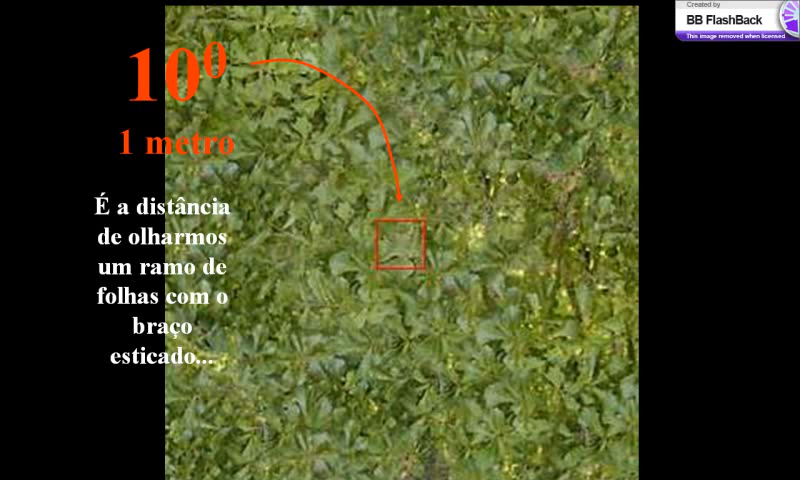 10⁰
1 metro
É a distância
de olharmos
um ramo de
folhas com o
braço
esticado...
Created by
BB FlashBack
This image removed when licensed